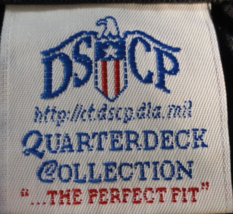 DSCP
http://ct.dscp.dla.mil
QUARTERDECK
COLLECTION
"...THE PERFECT FIT"